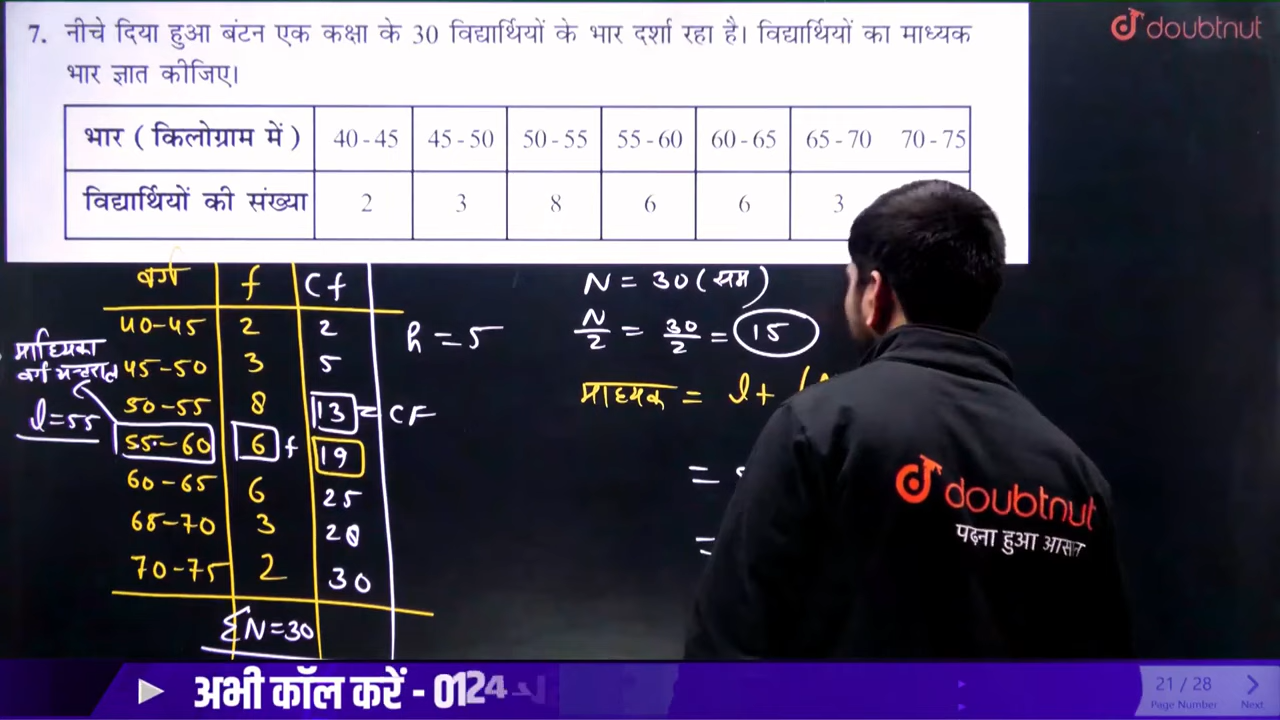 7. नीचे दिया हुआ बंटन एक कक्षा के 30 विद्यार्थियों के भार दर्शा रहा है। विद्यार्थियों का माध्यक
भार ज्ञात कीजिए।
भार ( किलोग्राम में ) 40 - 45 45 - 50 50 - 55 55 - 60 60 - 65 65 - 70 70 - 75
विद्यार्थियों की संख्या 2 3 8 6 6 3
doubtnut
वर्ग f Cf
40-45 2 2
45-50 3 5
50-55 8 13 = CF
55-60 6 f 19
60-65 6 25
65-70 3 28
70-75 2 30
ΣN=30
वर्ग अन्तराल
l=55
h = 5
N = 30 (सम)
N/2 = 30/2 = 15
माध्यक = l + (
=
=
doubtnut
पढ़ना हुआ आसान
अभी कॉल करें - 0124
21 / 28
Page Number
Next